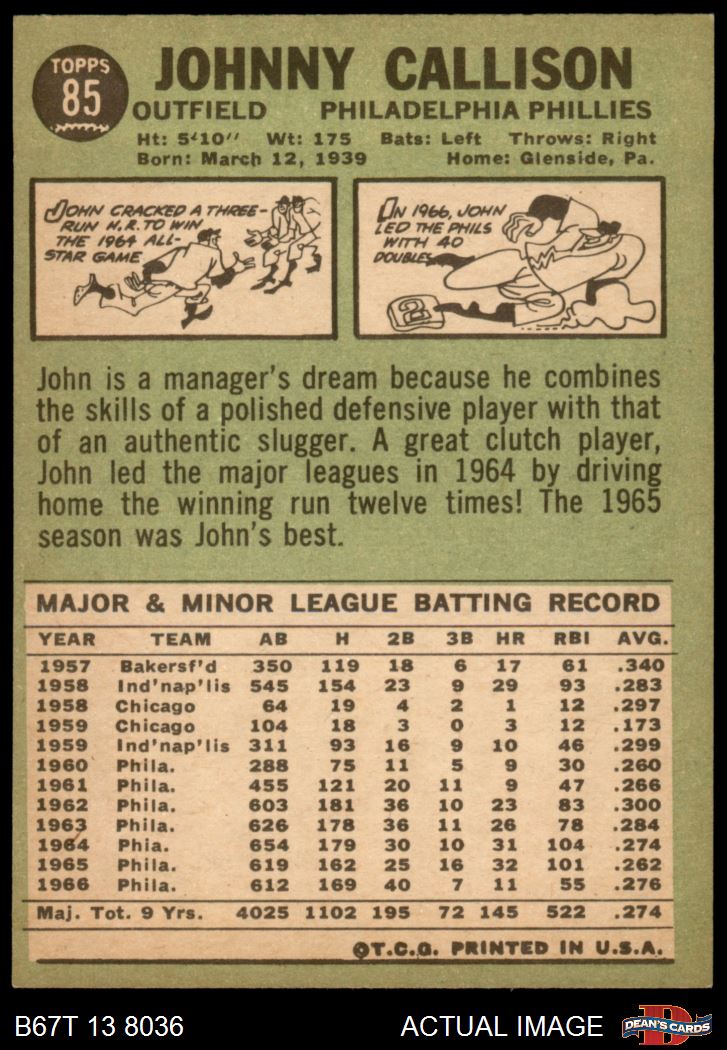 TOPPS
85
JOHNNY CALLISON
OUTFIELD PHILADELPHIA PHILLIES
Ht: 5'10" Wt: 175 Bats: Left Throws: Right
Born: March 12, 1939 Home: Glenside, Pa.
JOHN CRACKED A THREE-
RUN H.R. TO WIN
THE 1964 ALL-
STAR GAME
IN 1966, JOHN
LED THE PHILS
WITH 40
DOUBLES
2
John is a manager's dream because he combines
the skills of a polished defensive player with that
of an authentic slugger. A great clutch player,
John led the major leagues in 1964 by driving
home the winning run twelve times! The 1965
season was John's best.
MAJOR & MINOR LEAGUE BATTING RECORD
YEAR TEAM AB H 2B 3B HR RBI AVG.
1957 Bakersf'd 350 119 18 6 17 61 .340
1958 Ind'nap'lis 545 154 23 9 29 93 .283
1958 Chicago 64 19 4 2 1 12 .297
1959 Chicago 104 18 3 0 3 12 .173
1959 Ind'nap'lis 311 93 16 9 10 46 .299
1960 Phila. 288 75 11 5 9 30 .260
1961 Phila. 455 121 20 11 9 47 .266
1962 Phila. 603 181 36 10 23 83 .300
1963 Phila. 626 178 36 11 26 78 .284
1964 Phia. 654 179 30 10 31 104 .274
1965 Phila. 619 162 25 16 32 101 .262
1966 Phila. 612 169 40 7 11 55 .276
Maj. Tot. 9 Yrs. 4025 1102 195 72 145 522 .274
©T.C.G. PRINTED IN U.S.A.
B67T 13 8036 ACTUAL IMAGE
D
DEAN'S CARDS